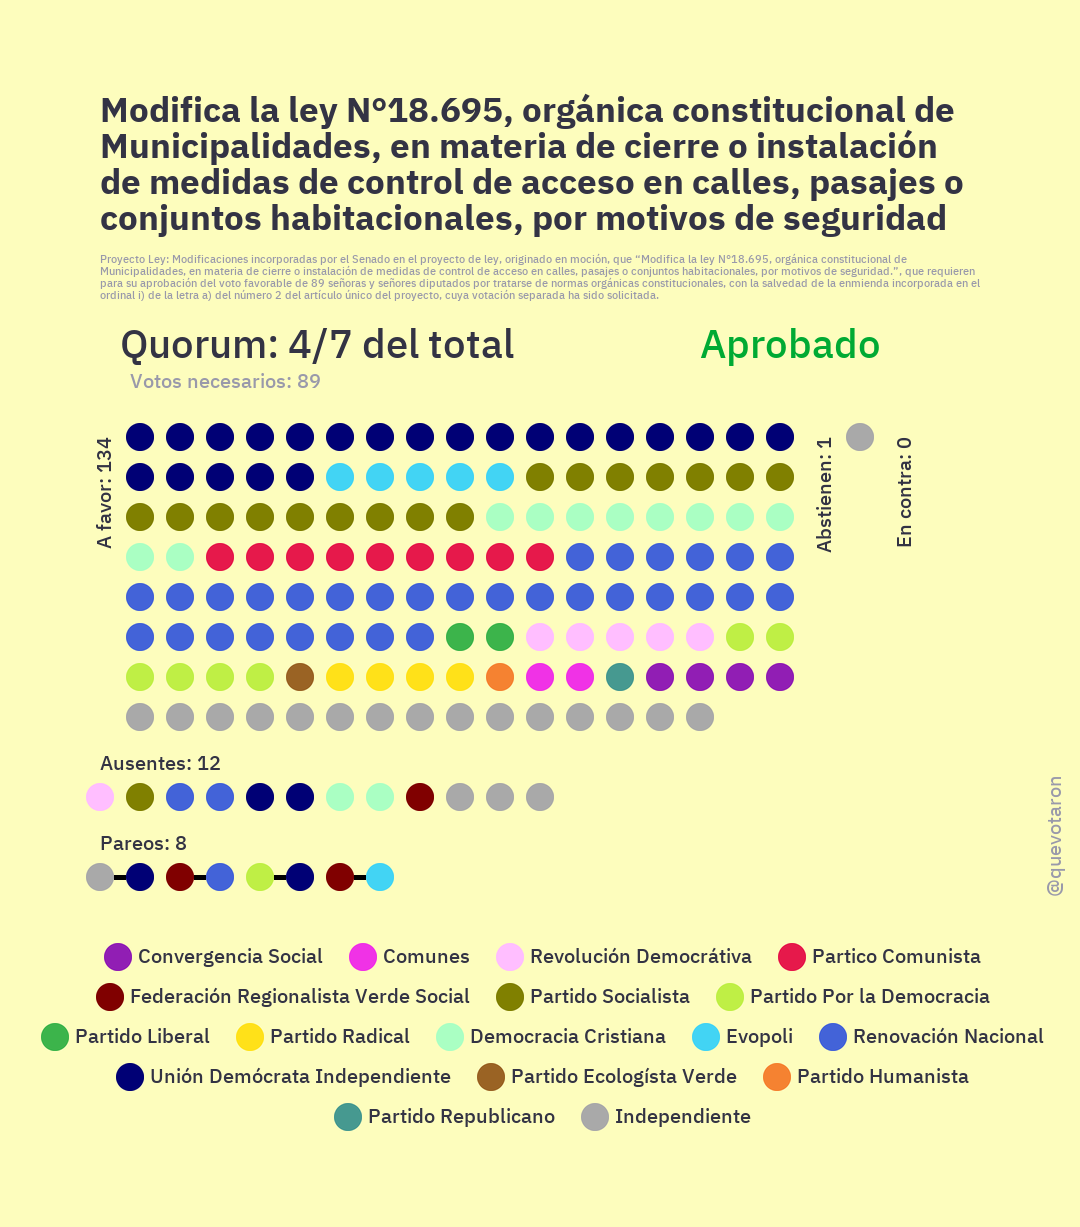 Modifica la ley N°18.695, orgánica constitucional de
Municipalidades, en materia de cierre o instalación
de medidas de control de acceso en calles, pasajes o
conjuntos habitacionales, por motivos de seguridad
Proyecto Ley: Modificaciones incorporadas por el Senado en el proyecto de ley, originado en moción, que “Modifica la ley N°18.695, orgánica constitucional de
Municipalidades, en materia de cierre o instalación de medidas de control de acceso en calles, pasajes o conjuntos habitacionales, por motivos de seguridad.”, que requieren
para su aprobación del voto favorable de 89 señoras y señores diputados por tratarse de normas orgánicas constitucionales, con la salvedad de la enmienda incorporada en el
ordinal i) de la letra a) del número 2 del artículo único del proyecto, cuya votación separada ha sido solicitada.
Quorum: 4/7 del total
Aprobado
Votos necesarios: 89
A favor: 134
Abstienen: 1
En contra: 0
Ausentes: 12
Pareos: 8
@quevotaron
Convergencia Social
Comunes
Revolución Democrátiva
Partico Comunista
Federación Regionalista Verde Social
Partido Socialista
Partido Por la Democracia
Partido Liberal
Partido Radical
Democracia Cristiana
Evopoli
Renovación Nacional
Unión Demócrata Independiente
Partido Ecologísta Verde
Partido Humanista
Partido Republicano
Independiente